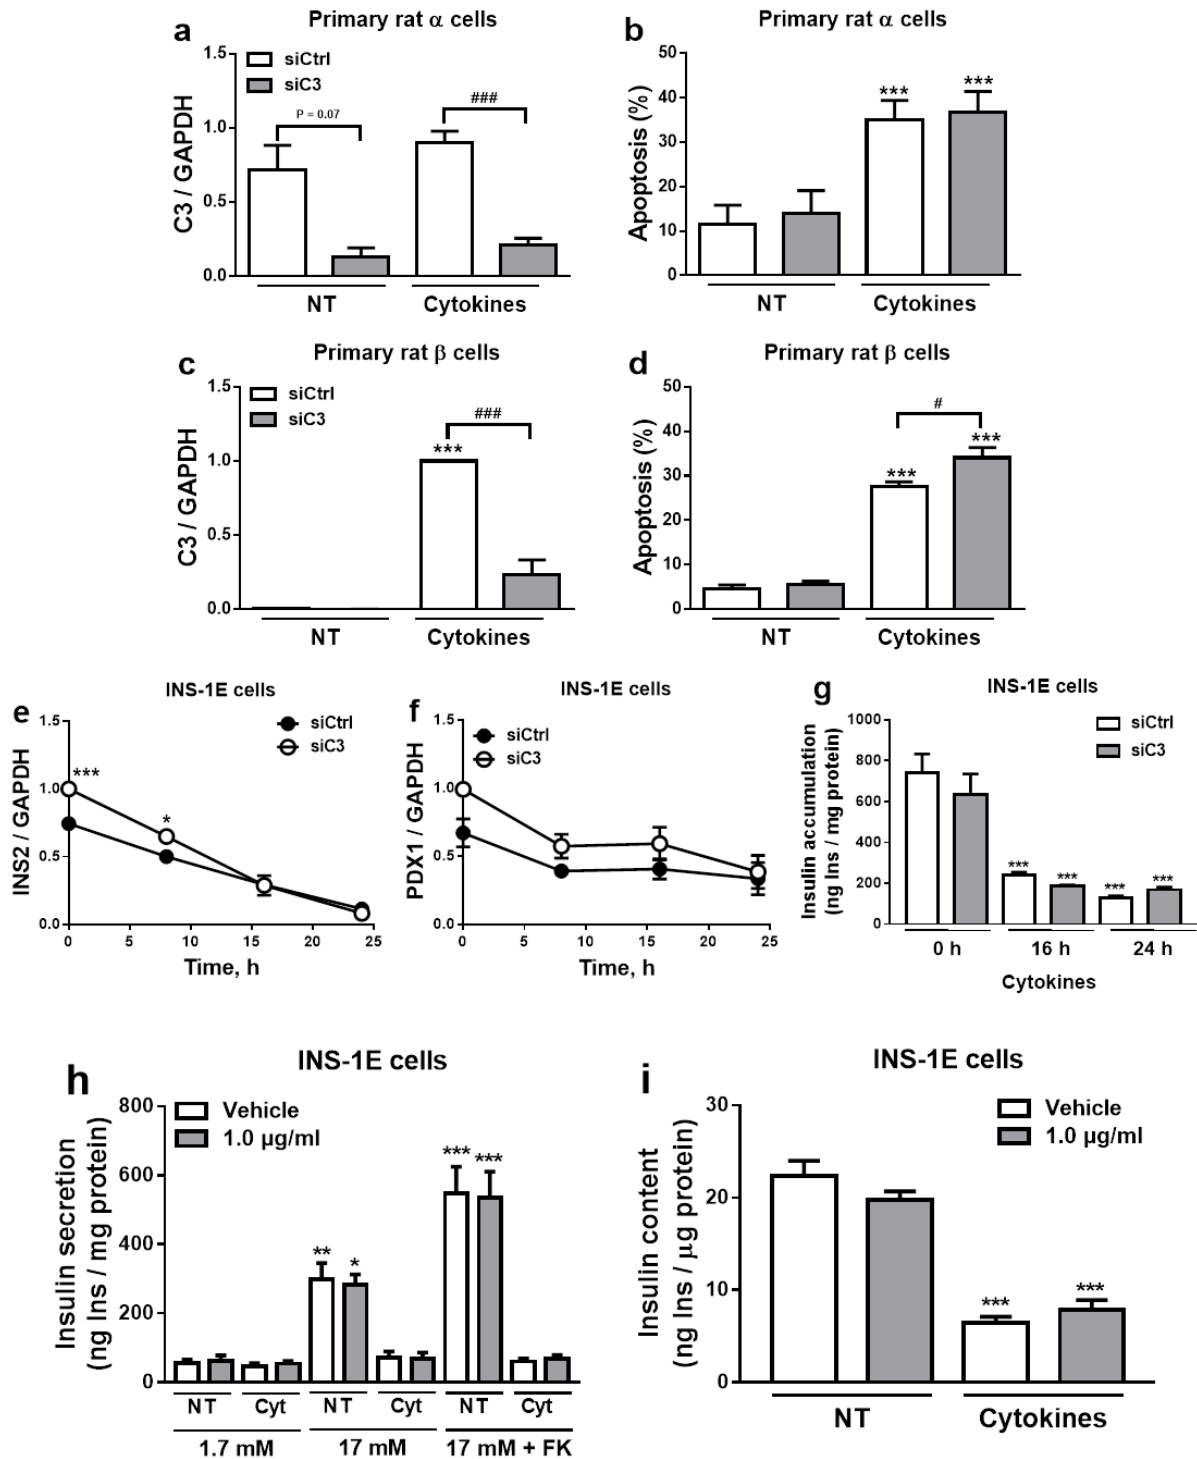 a
Primary rat α cells
siCtrl
siC3
C3 / GAPDH
1.5
1.0
0.5
0.0
P = 0.07
###
NT
Cytokines
b
Primary rat α cells
Apoptosis (%)
50
40
30
20
10
0
***
***
NT
Cytokines
c
Primary rat β cells
siCtrl
siC3
C3 / GAPDH
1.5
1.0
0.5
0.0
***
###
NT
Cytokines
d
Primary rat β cells
Apoptosis (%)
50
40
30
20
10
0
#
***
***
NT
Cytokines
e
INS-1E cells
siCtrl
siC3
INS2 / GAPDH
1.5
1.0
0.5
0.0
***
*
0
5
10
15
20
25
Time, h
f
INS-1E cells
siCtrl
siC3
PDX1 / GAPDH
1.5
1.0
0.5
0.0
0
5
10
15
20
25
Time, h
g
INS-1E cells
siCtrl
siC3
Insulin accumulation
(ng Ins / mg protein)
1000
800
600
400
200
0
***
***
***
***
0 h
16 h
24 h
Cytokines
h
INS-1E cells
Vehicle
1.0 µg/ml
Insulin secretion
(ng Ins / mg protein)
800
600
400
200
0
**
*
***
***
NT
Cyt
NT
Cyt
NT
Cyt
1.7 mM
17 mM
17 mM + FK
i
INS-1E cells
Vehicle
1.0 µg/ml
Insulin content
(ng Ins / µg protein)
30
20
10
0
***
***
NT
Cytokines